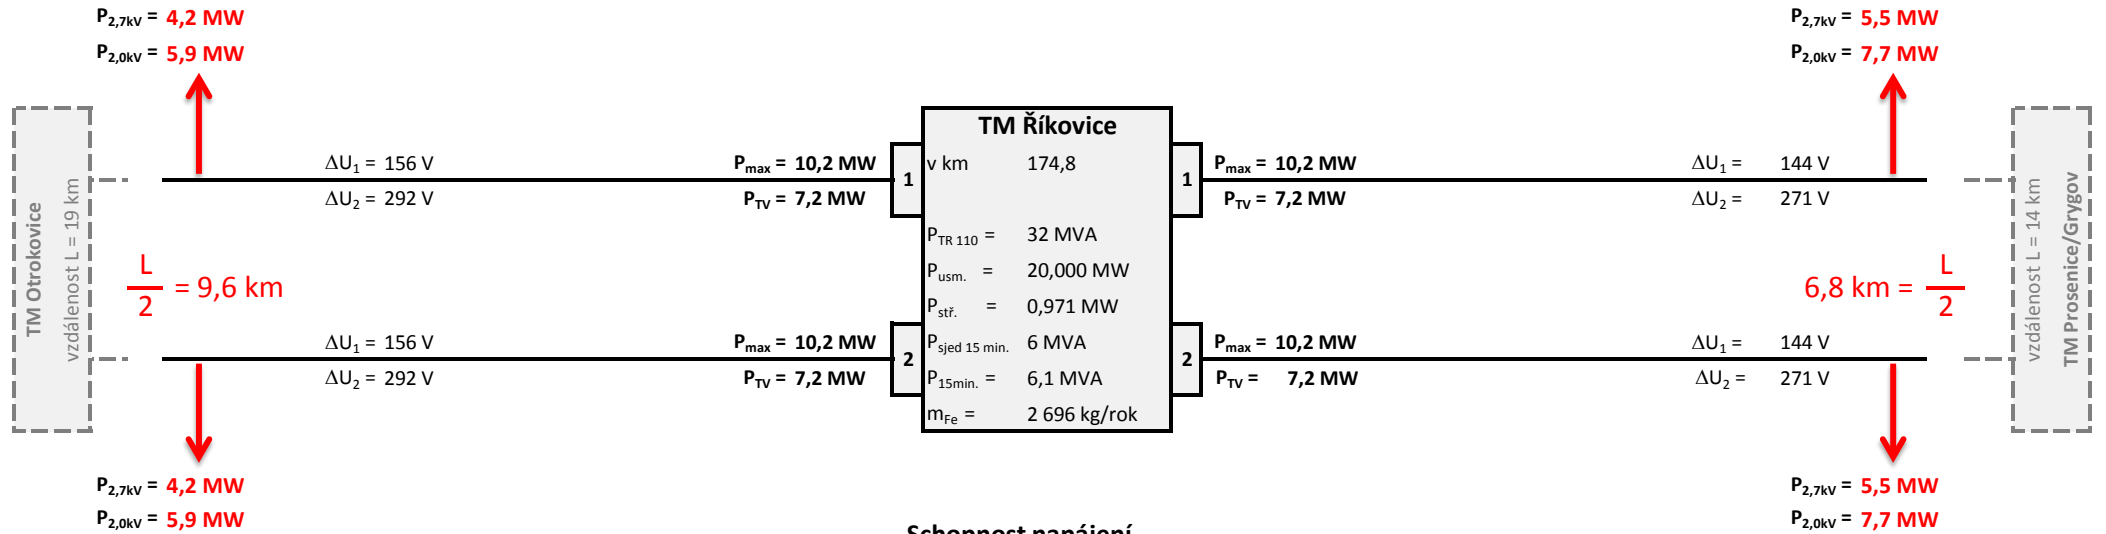 P2,7kV = 4,2 MW
P2,0kV = 5,9 MW
P2,7kV = 5,5 MW
P2,0kV = 7,7 MW
TM Otrokovice
vzdálenost L = 19 km
ΔU1 = 156 V
ΔU2 = 292 V
Pmax = 10,2 MW
PTV = 7,2 MW
1
L
2
= 9,6 km
ΔU1 = 156 V
ΔU2 = 292 V
Pmax = 10,2 MW
PTV = 7,2 MW
2
TM Říkovice
v km 174,8
PTR 110 = 32 MVA
Pusm. = 20,000 MW
Pstř. = 0,971 MW
Psjed 15 min. 6 MVA
P15min. = 6,1 MVA
mFe = 2 696 kg/rok
1
Pmax = 10,2 MW
PTV = 7,2 MW
ΔU1 = 144 V
ΔU2 = 271 V
6,8 km =
L
2
2
Pmax = 10,2 MW
PTV = 7,2 MW
ΔU1 = 144 V
ΔU2 = 271 V
vzdálenost L = 14 km
TM Prosenice/Grygov
P2,7kV = 4,2 MW
P2,0kV = 5,9 MW
P2,7kV = 5,5 MW
P2,0kV = 7,7 MW
Schopnost napájení